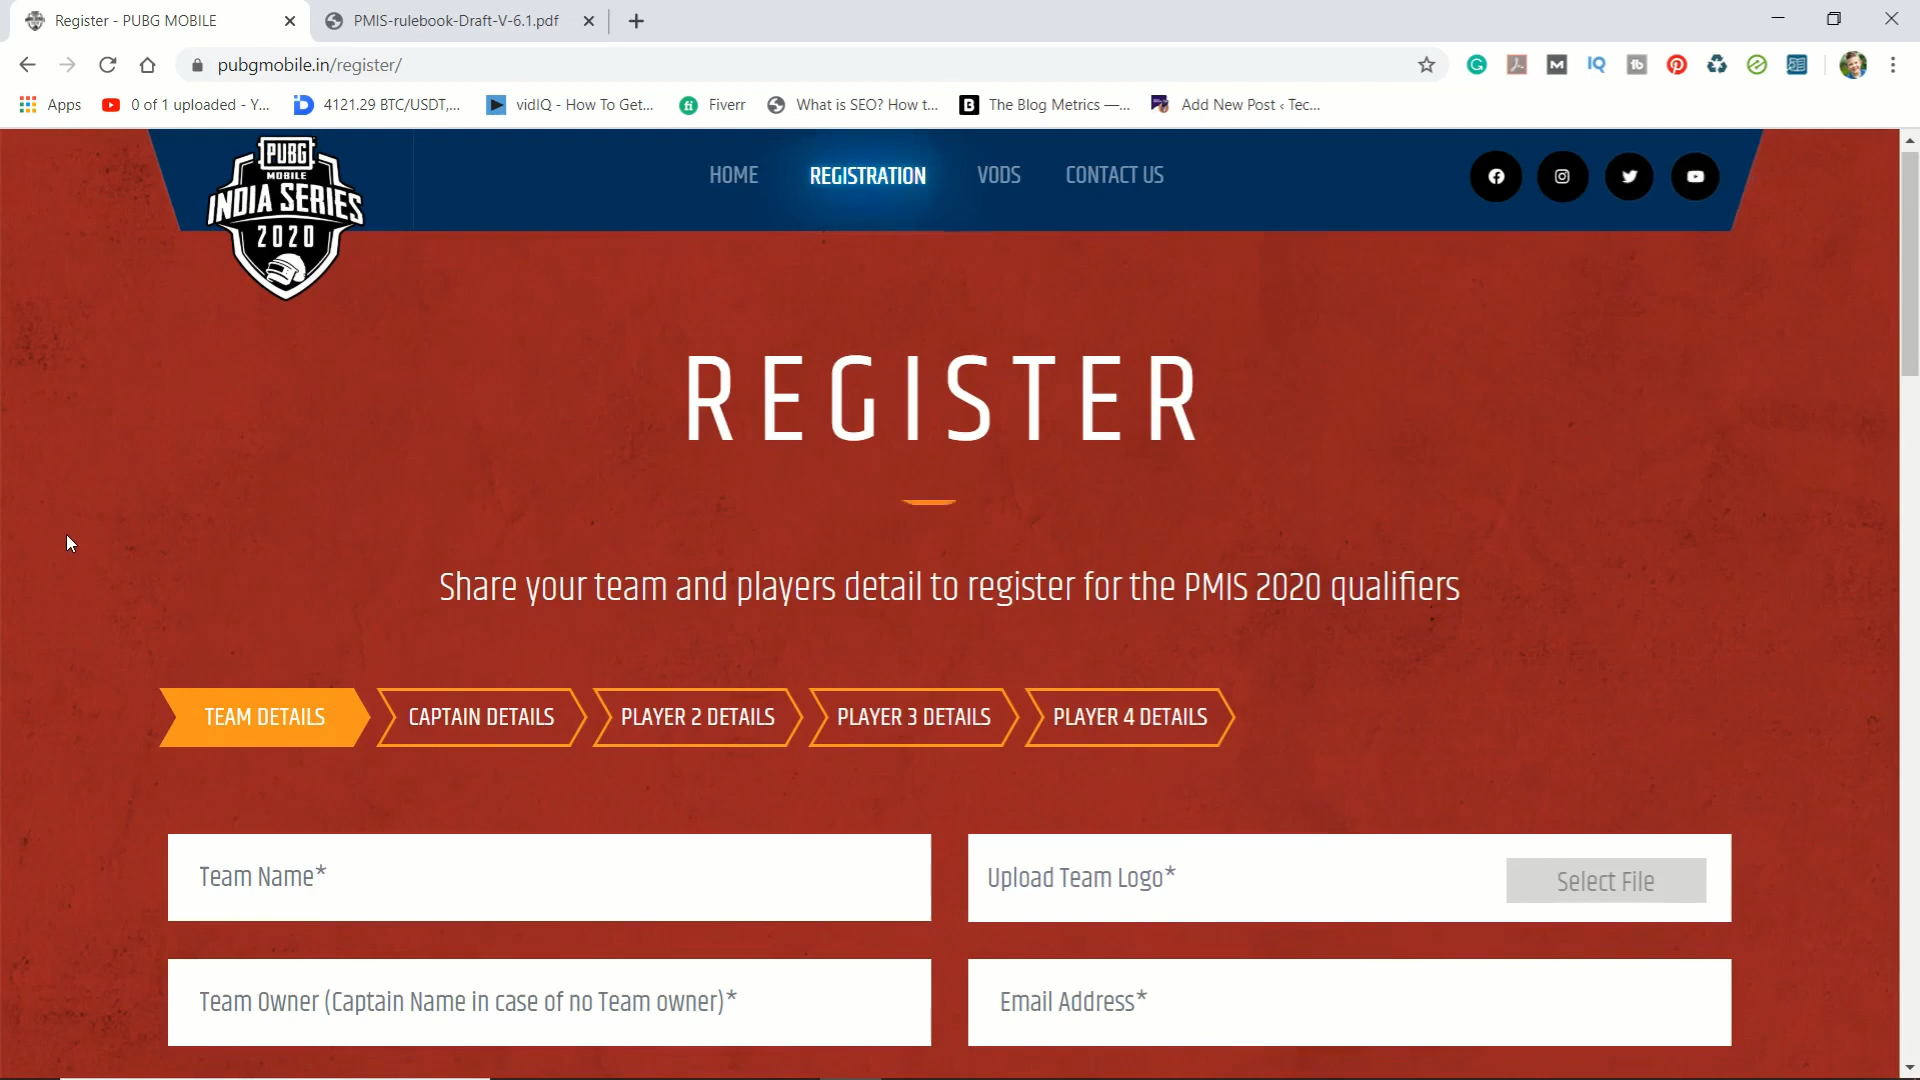 Register - PUBG MOBILE
PMIS-rulebook-Draft-V-6.1.pdf
pubgmobile.in/register/
Apps
0 of 1 uploaded - Y...
4121.29 BTC/USDT,...
vidIQ - How To Get...
Fiverr
What is SEO? How t...
The Blog Metrics —...
Add New Post ‹ Tec...
PUBG
MOBILE
INDIA SERIES
2020
HOME
REGISTRATION
VODS
CONTACT US
REGISTER
Share your team and players detail to register for the PMIS 2020 qualifiers
TEAM DETAILS
CAPTAIN DETAILS
PLAYER 2 DETAILS
PLAYER 3 DETAILS
PLAYER 4 DETAILS
Team Name*
Upload Team Logo*
Select File
Team Owner (Captain Name in case of no Team owner)*
Email Address*